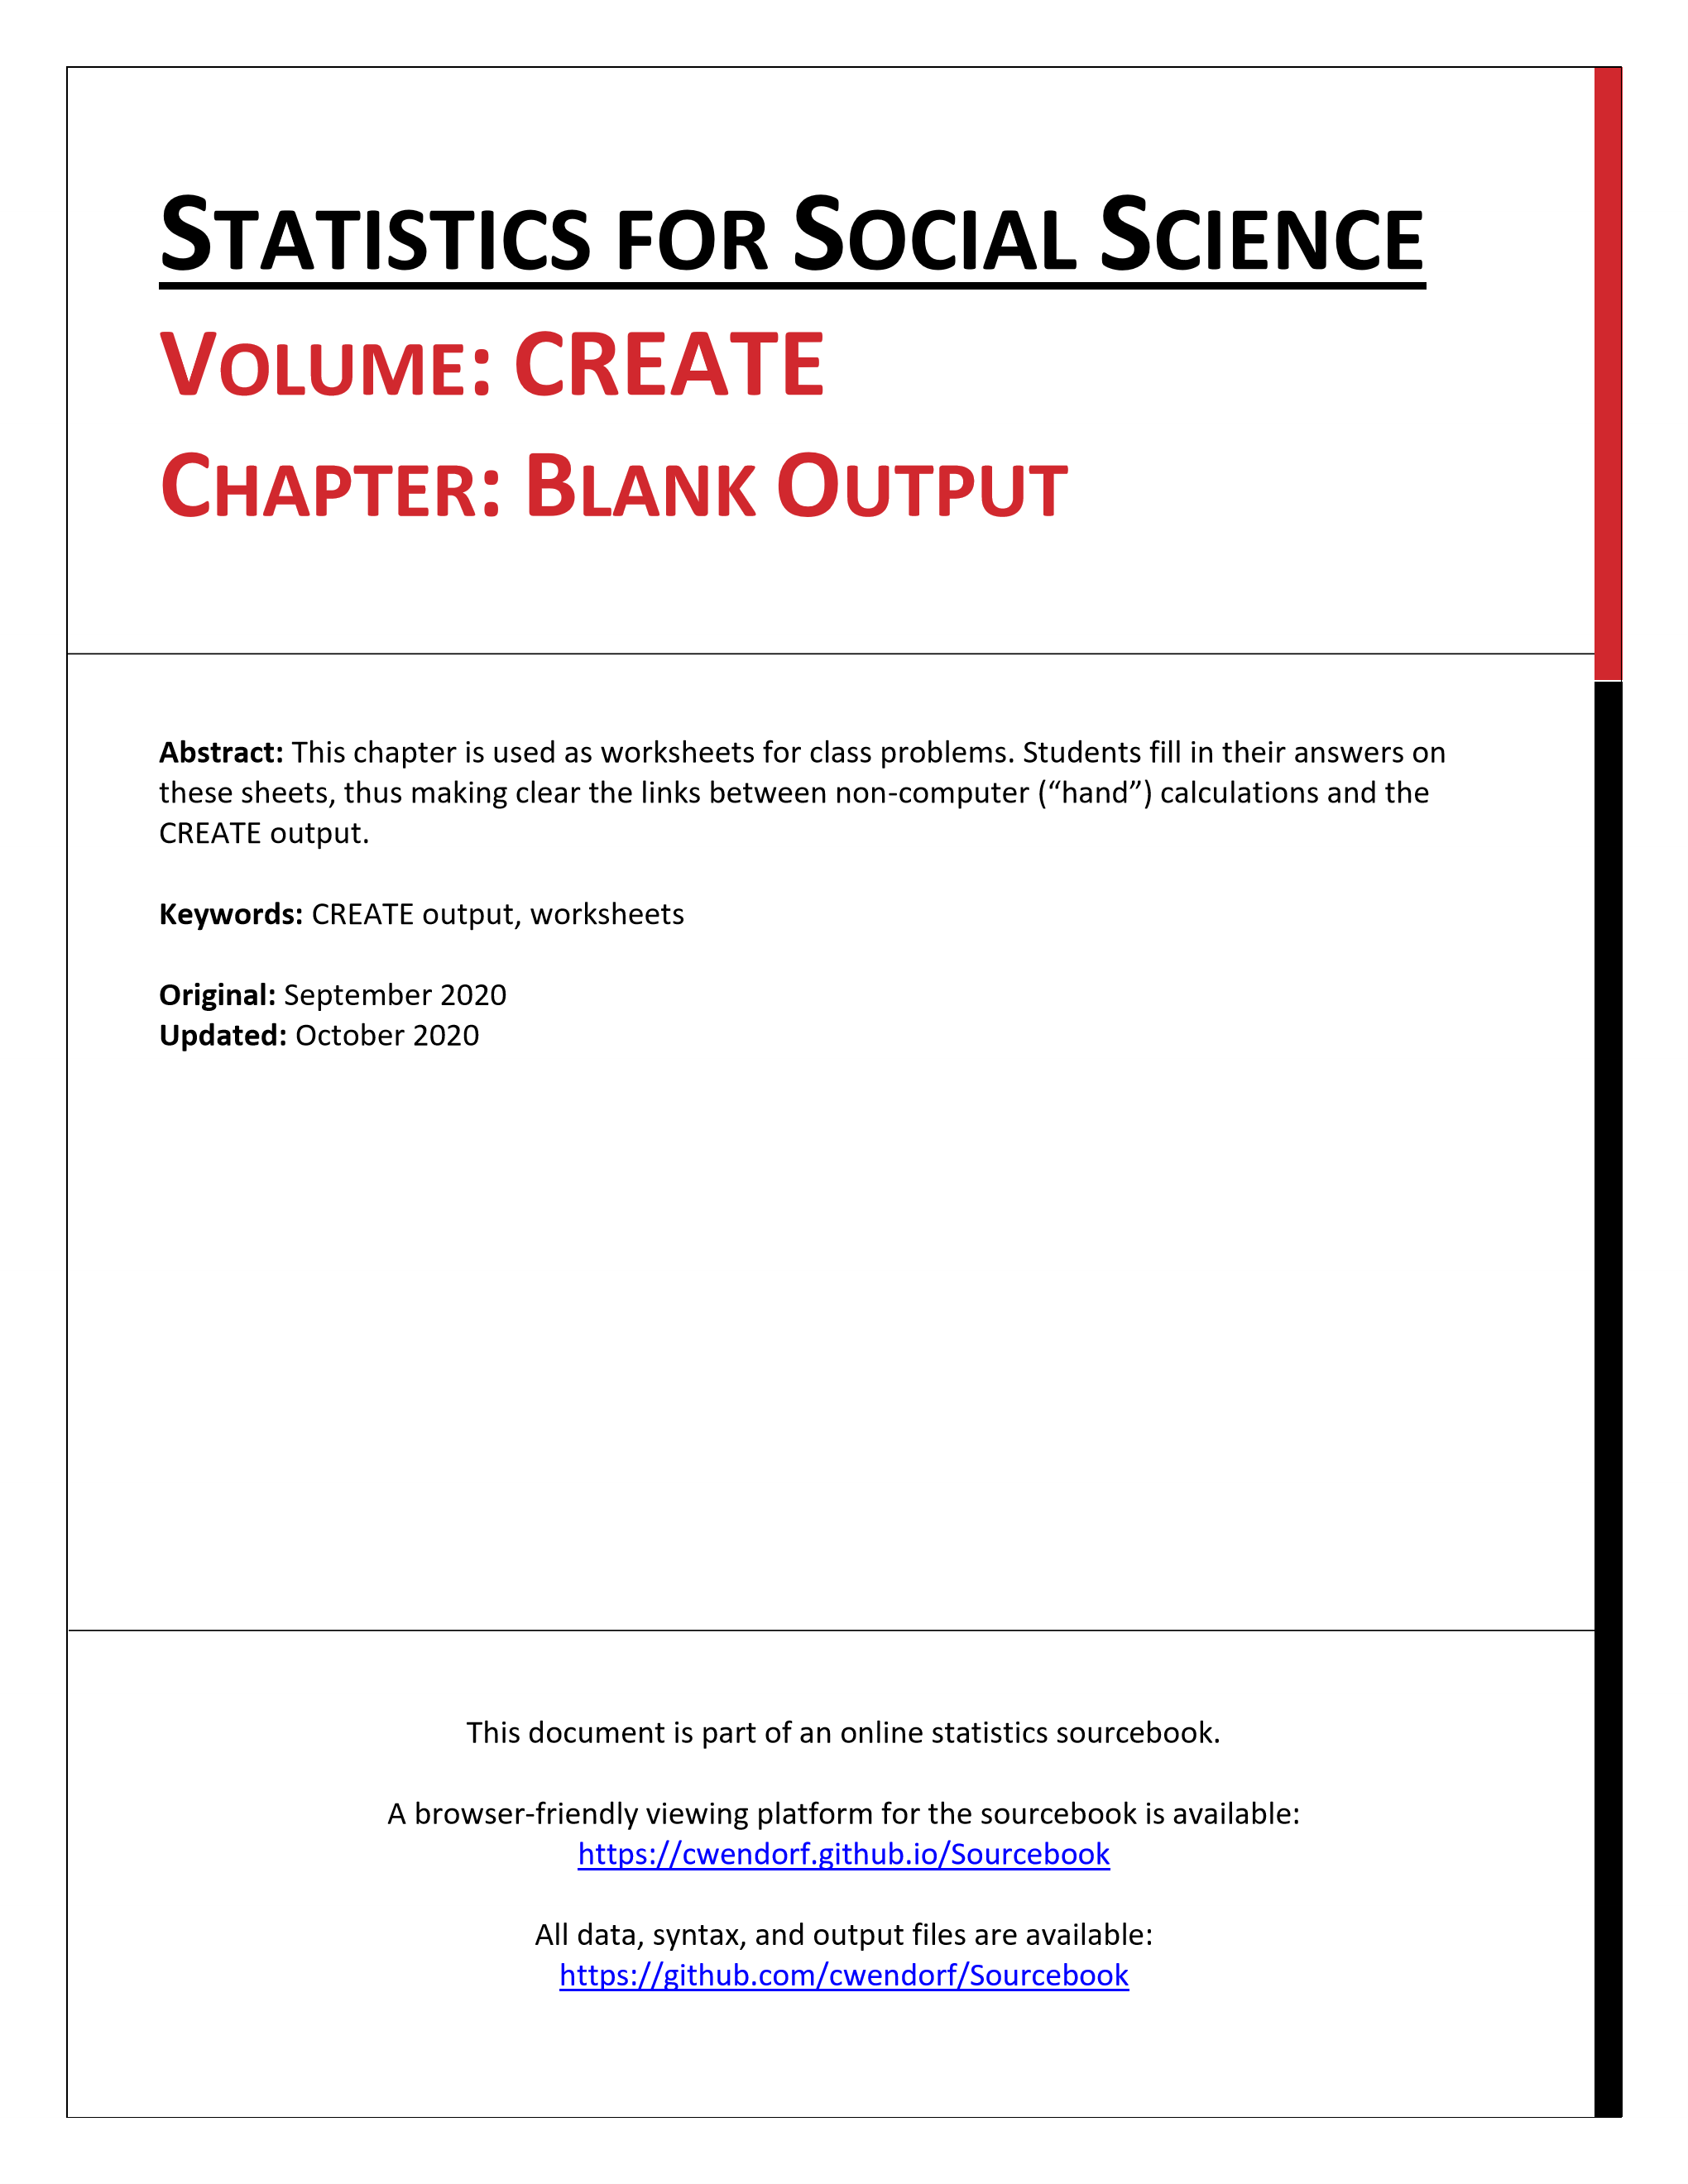 STATISTICS FOR SOCIAL SCIENCE
VOLUME: CREATE
CHAPTER: BLANK OUTPUT
Abstract: This chapter is used as worksheets for class problems. Students fill in their answers on
these sheets, thus making clear the links between non-computer (“hand”) calculations and the
CREATE output.
Keywords: CREATE output, worksheets
Original: September 2020
Updated: October 2020
This document is part of an online statistics sourcebook.
A browser-friendly viewing platform for the sourcebook is available:
https://cwendorf.github.io/Sourcebook
All data, syntax, and output files are available:
https://github.com/cwendorf/Sourcebook